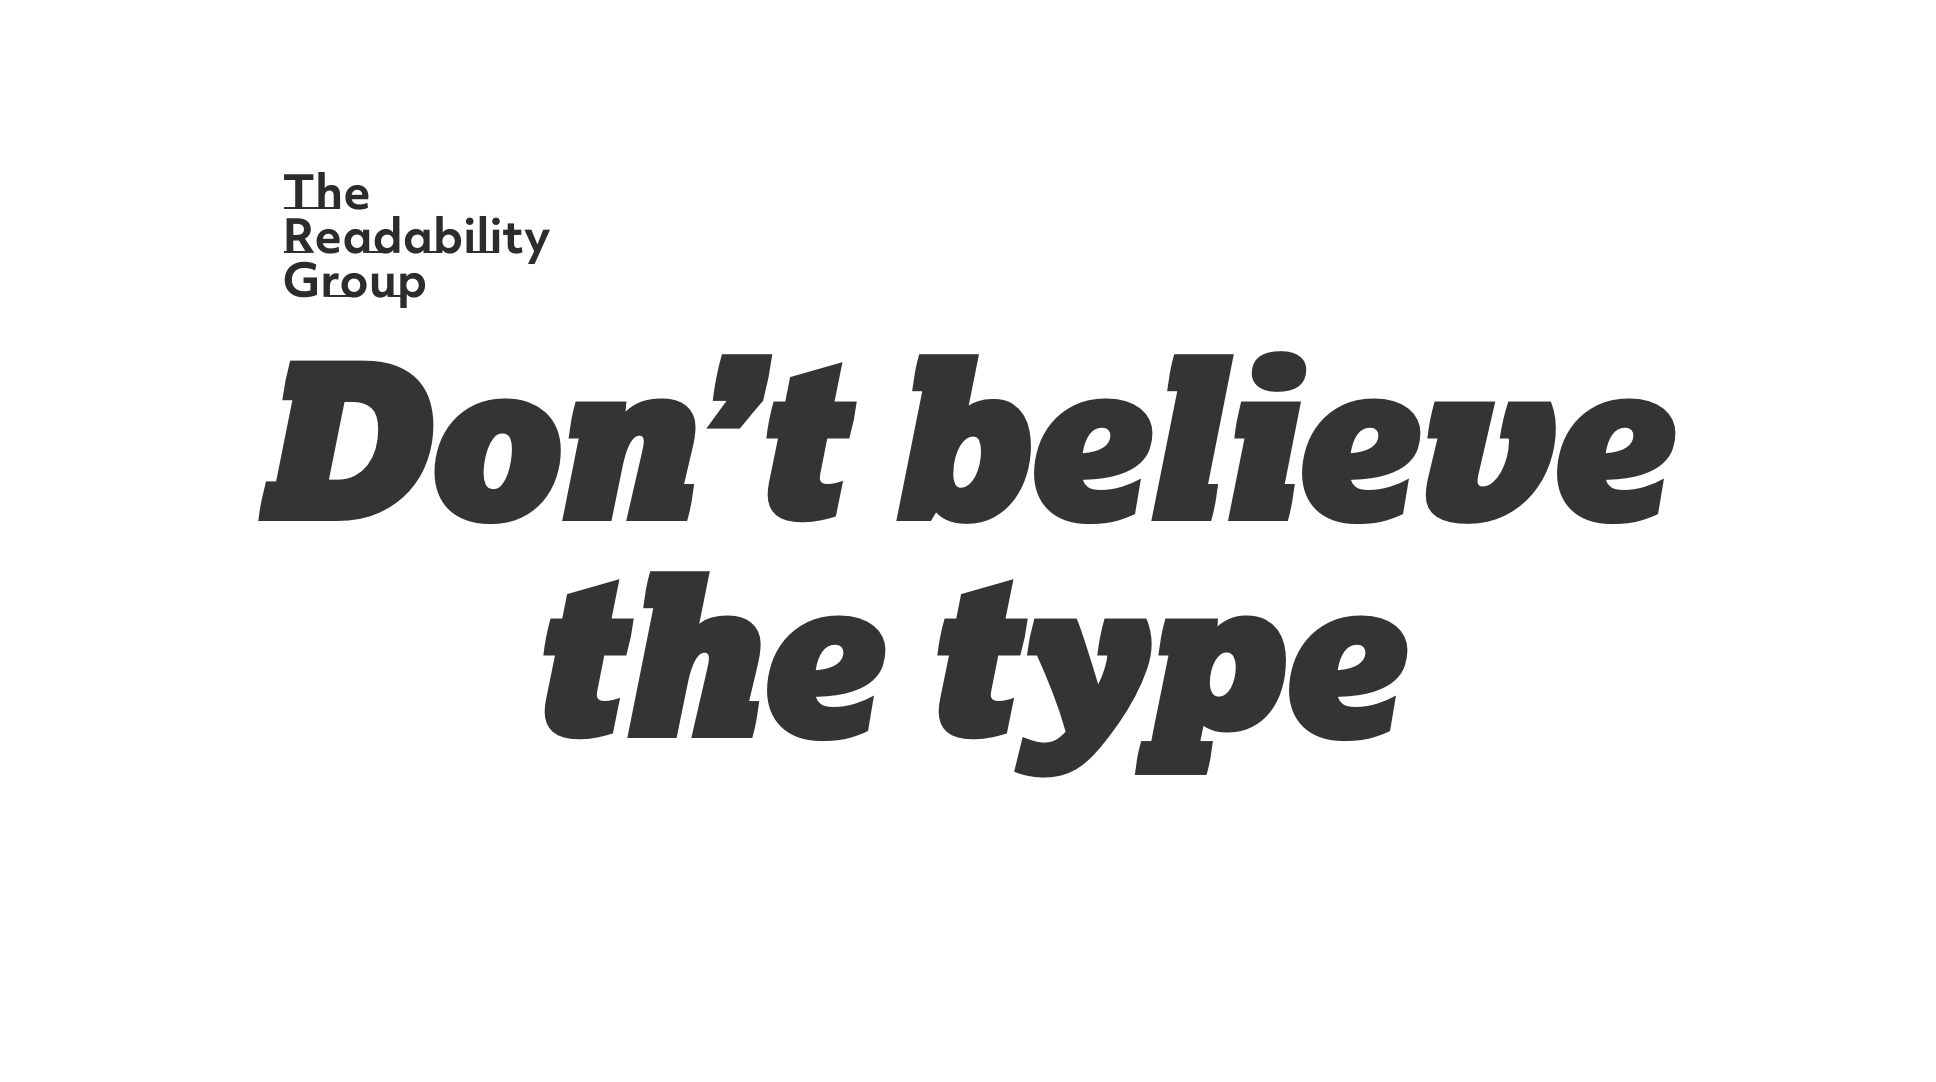 The
Readability
Group
Don’t believe
the type